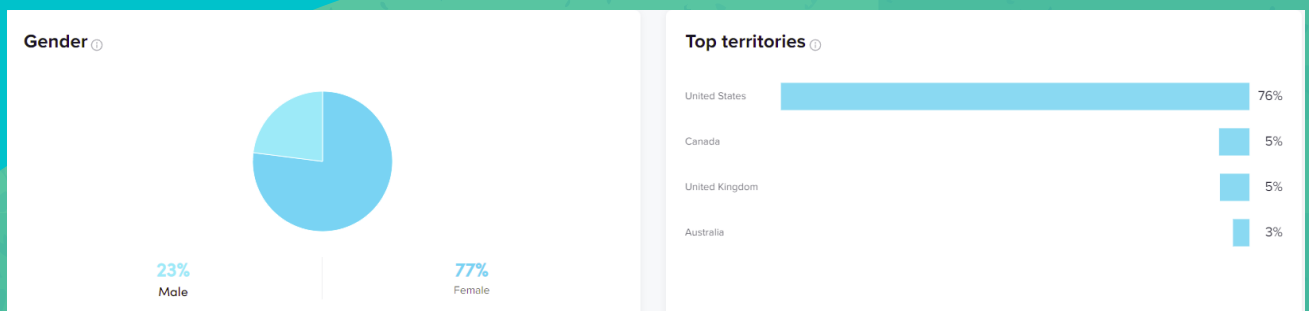 Gender
23%
Male
77%
Female
Top territories
United States
76%
Canada
5%
United Kingdom
5%
Australia
3%